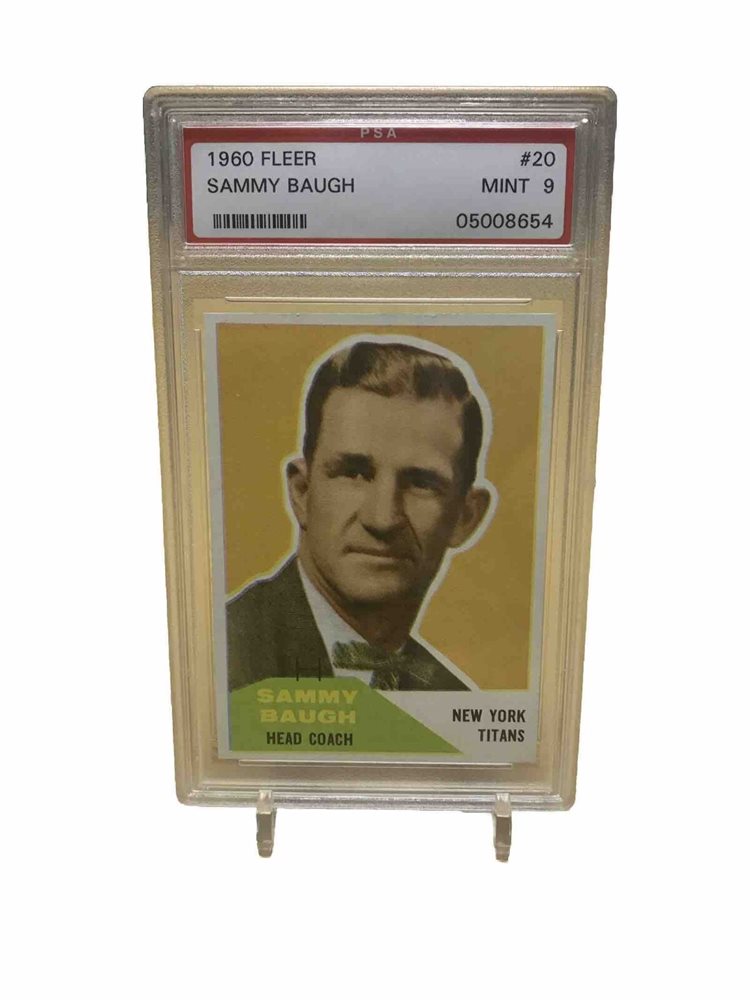 PSA
1960 FLEER #20
SAMMY BAUGH MINT 9
05008654
SAMMY
BAUGH
HEAD COACH
NEW YORK
TITANS